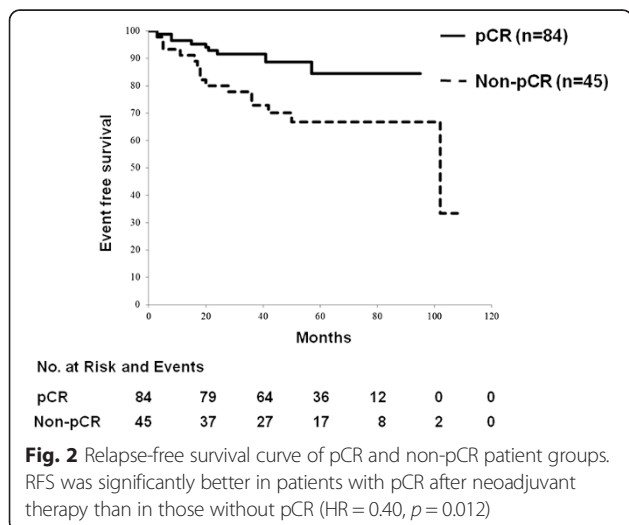 100
90
80
70
60
50
40
30
20
10
0
Event free survival
pCR (n=84)
Non-pCR (n=45)
0 20 40 60 80 100 120
Months
No. at Risk and Events
pCR 84 79 64 36 12 0 0
Non-pCR 45 37 27 17 8 2 0
Fig. 2 Relapse-free survival curve of pCR and non-pCR patient groups.
RFS was significantly better in patients with pCR after neoadjuvant
therapy than in those without pCR (HR = 0.40, p = 0.012)